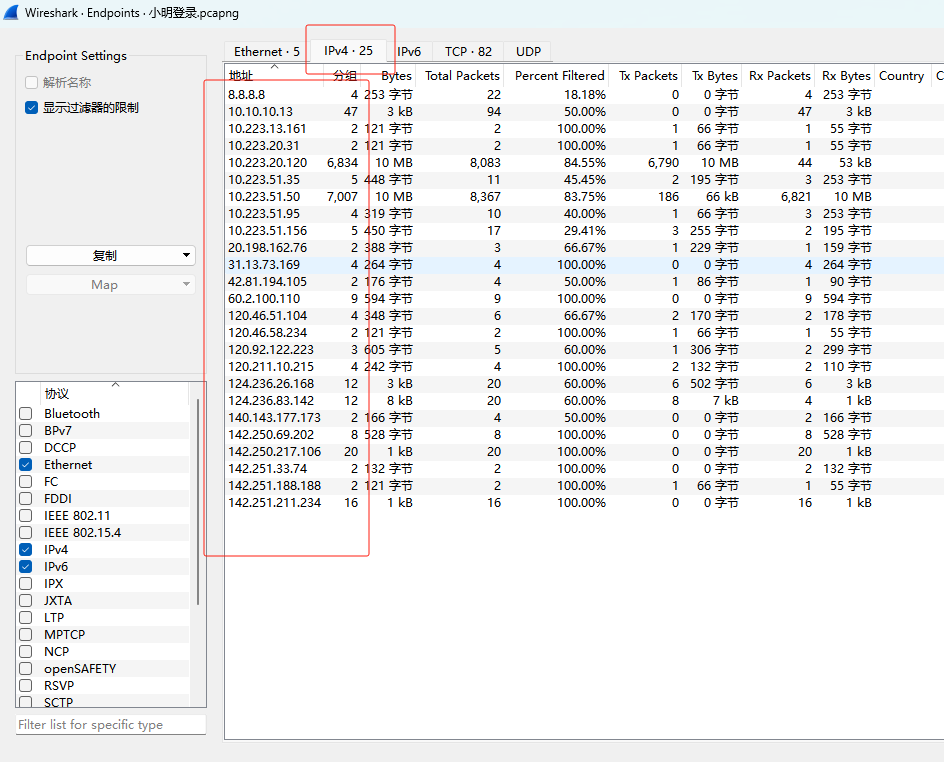 Wireshark · Endpoints · 小明登录.pcapng
Endpoint Settings
解析名称
显示过滤器的限制
复制
Map
协议
Bluetooth
BPv7
DCCP
Ethernet
FC
FDDI
IEEE 802.11
IEEE 802.15.4
IPv4
IPv6
IPX
JXTA
LTP
MPTCP
NCP
openSAFETY
RSVP
SCTP
Filter list for specific type
Ethernet · 5 IPv4 · 25 IPv6 TCP · 82 UDP
地址 分组 Bytes Total Packets Percent Filtered Tx Packets Tx Bytes Rx Packets Rx Bytes Country C
8.8.8.8 4 253 字节 22 18.18% 0 0 字节 4 253 字节
10.10.10.13 47 3 kB 94 50.00% 0 0 字节 47 3 kB
10.223.13.161 2 121 字节 2 100.00% 1 66 字节 1 55 字节
10.223.20.31 2 121 字节 2 100.00% 1 66 字节 1 55 字节
10.223.20.120 6,834 10 MB 8,083 84.55% 6,790 10 MB 44 53 kB
10.223.51.35 5 448 字节 11 45.45% 2 195 字节 3 253 字节
10.223.51.50 7,007 10 MB 8,367 83.75% 186 66 kB 6,821 10 MB
10.223.51.95 4 319 字节 10 40.00% 1 66 字节 3 253 字节
10.223.51.156 5 450 字节 17 29.41% 3 255 字节 2 195 字节
20.198.162.76 2 388 字节 3 66.67% 1 229 字节 1 159 字节
31.13.73.169 4 264 字节 4 100.00% 0 0 字节 4 264 字节
42.81.194.105 2 176 字节 4 50.00% 1 86 字节 1 90 字节
60.2.100.110 9 594 字节 9 100.00% 0 0 字节 9 594 字节
120.46.51.104 4 348 字节 6 66.67% 2 170 字节 2 178 字节
120.46.58.234 2 121 字节 2 100.00% 1 66 字节 1 55 字节
120.92.122.223 3 605 字节 5 60.00% 1 306 字节 2 299 字节
120.211.10.215 4 242 字节 4 100.00% 2 132 字节 2 110 字节
124.236.26.168 12 3 kB 20 60.00% 6 502 字节 6 3 kB
124.236.83.142 12 8 kB 20 60.00% 8 7 kB 4 1 kB
140.143.177.173 2 166 字节 4 50.00% 0 0 字节 2 166 字节
142.250.69.202 8 528 字节 8 100.00% 0 0 字节 8 528 字节
142.250.217.106 20 1 kB 20 100.00% 0 0 字节 20 1 kB
142.251.33.74 2 132 字节 2 100.00% 0 0 字节 2 132 字节
142.251.188.188 2 121 字节 2 100.00% 1 66 字节 1 55 字节
142.251.211.234 16 1 kB 16 100.00% 0 0 字节 16 1 kB